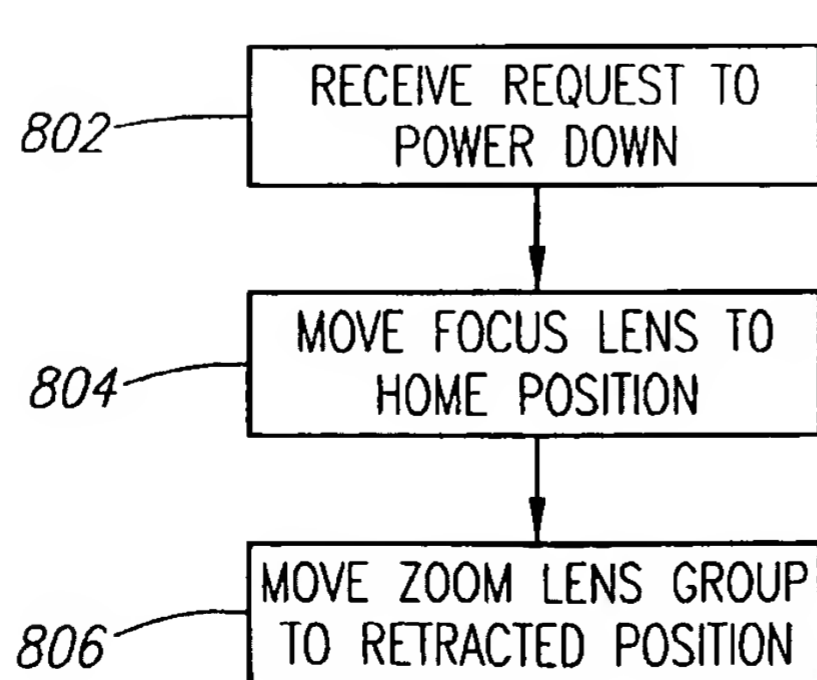 RECEIVE REQUEST TO
POWER DOWN
802
MOVE FOCUS LENS TO
HOME POSITION
804
MOVE ZOOM LENS GROUP
TO RETRACTED POSITION
806